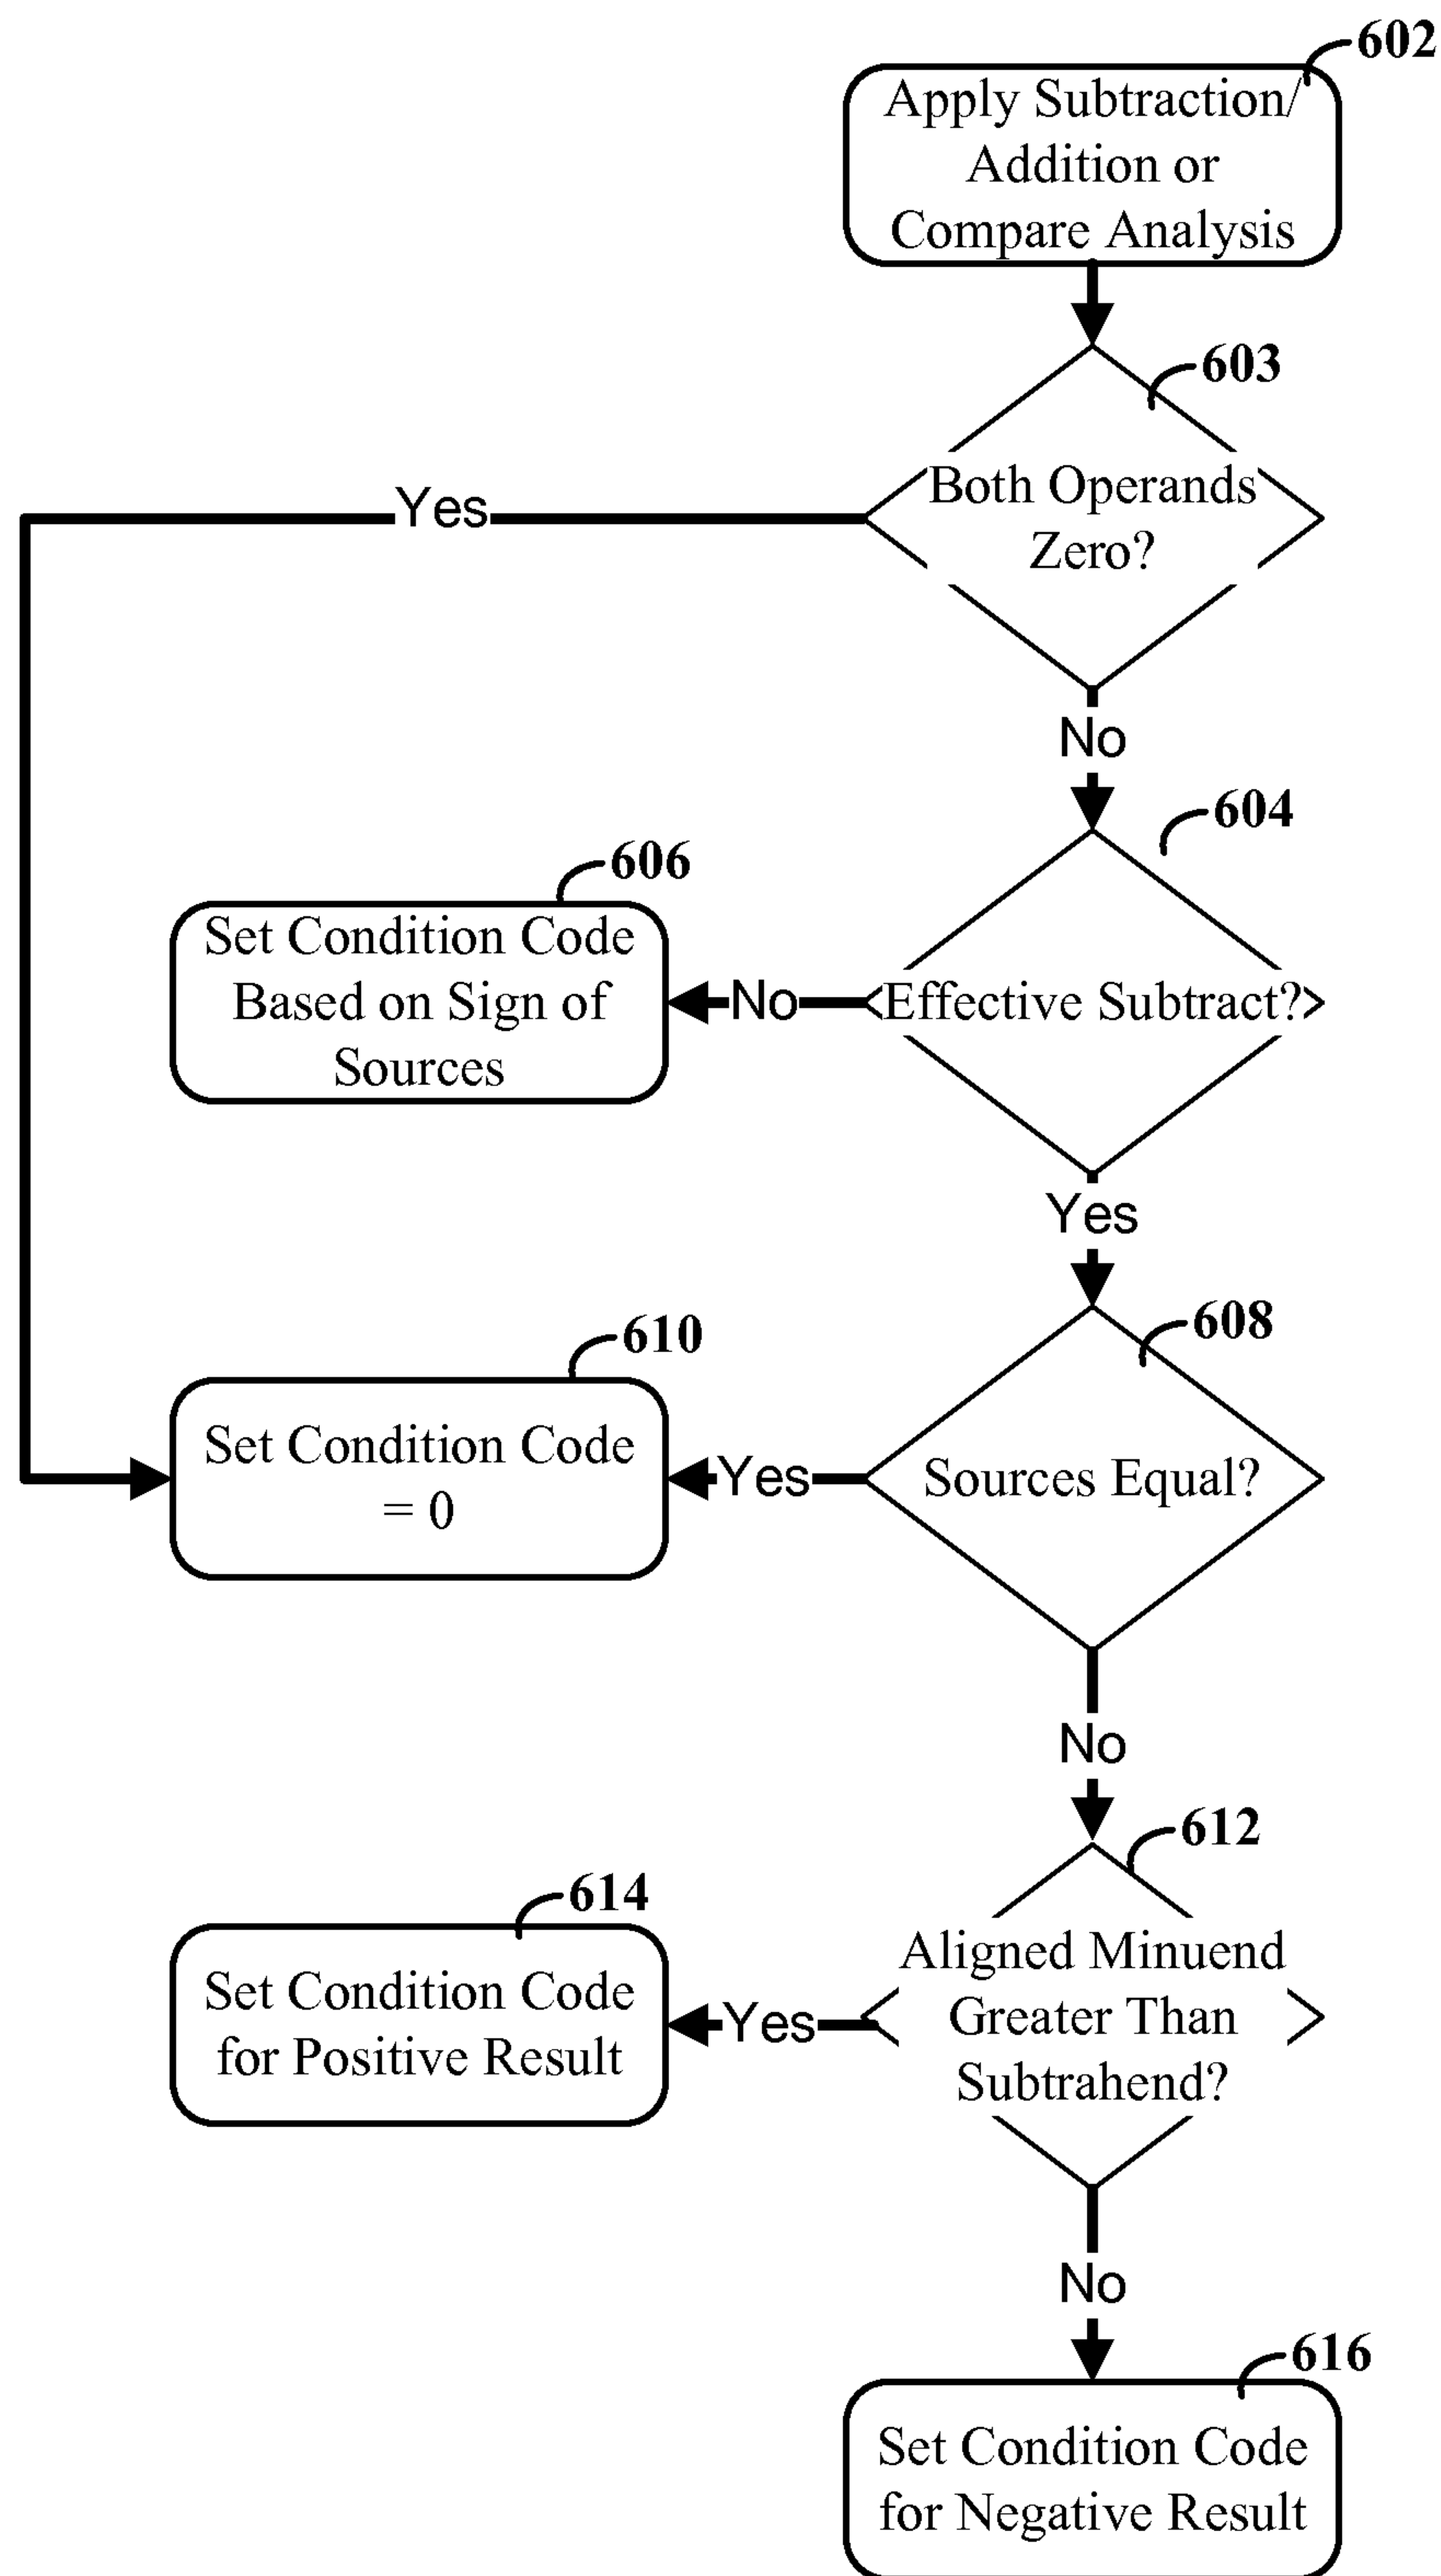 602
Apply Subtraction/
Addition or
Compare Analysis
603
Both Operands
Zero?
Yes
No
604
Effective Subtract?
No
606
Set Condition Code
Based on Sign of
Sources
Yes
608
Sources Equal?
Yes
610
Set Condition Code
= 0
No
612
Aligned Minuend
Greater Than
Subtrahend?
Yes
614
Set Condition Code
for Positive Result
No
616
Set Condition Code
for Negative Result